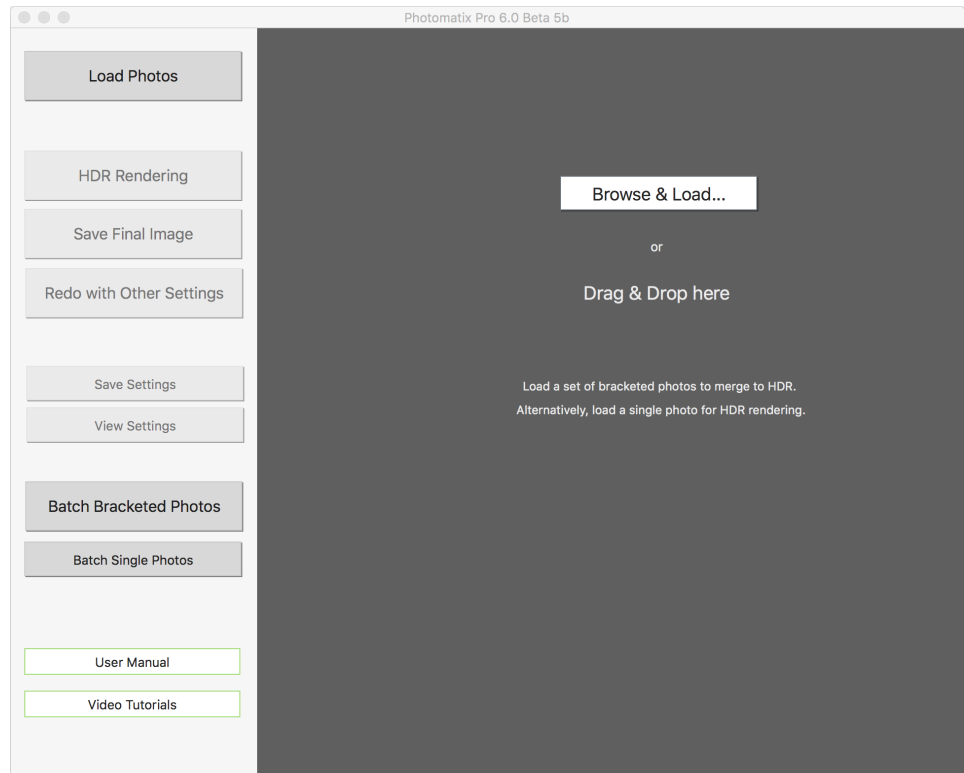 Photomatix Pro 6.0 Beta 5b
Load Photos
HDR Rendering
Save Final Image
Redo with Other Settings
Save Settings
View Settings
Batch Bracketed Photos
Batch Single Photos
User Manual
Video Tutorials
Browse & Load...
or
Drag & Drop here
Load a set of bracketed photos to merge to HDR.
Alternatively, load a single photo for HDR rendering.